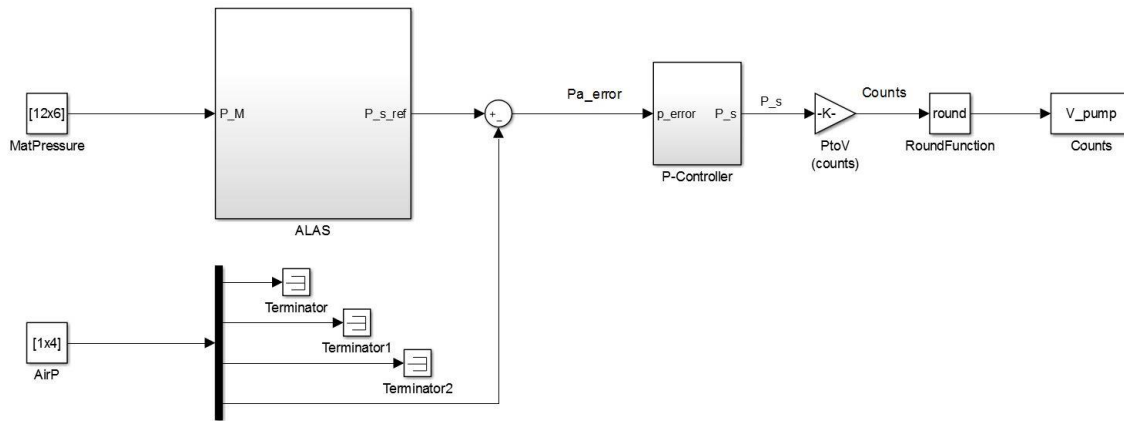 [12x6]
MatPressure
P_M
P_s_ref
ALAS
+
_
Pa_error
p_error
P_s
P-Controller
P_s
-K-
PtoV
(counts)
Counts
round
RoundFunction
V_pump
Counts
[1x4]
AirP
Terminator
Terminator1
Terminator2